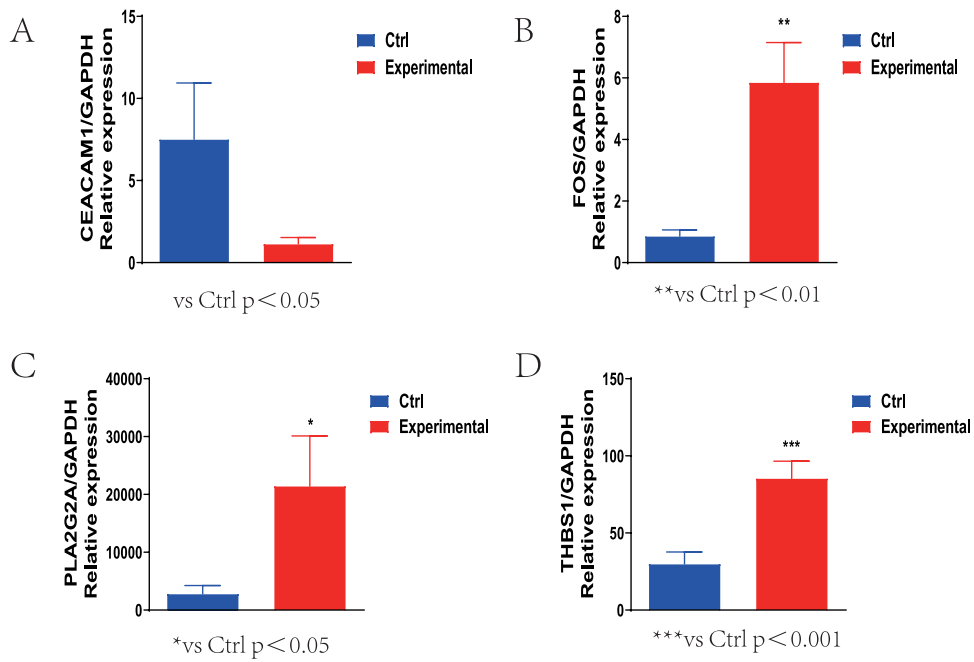 A
CEACAM1/GAPDH
Relative expression
15
10
5
0
Ctrl
Experimental
vs Ctrl p<0.05
B
FOS/GAPDH
Relative expression
8
6
4
2
0
**
Ctrl
Experimental
**vs Ctrl p<0.01
C
PLA2G2A/GAPDH
Relative expression
40000
30000
20000
10000
0
*
Ctrl
Experimental
*vs Ctrl p<0.05
D
THBS1/GAPDH
Relative expression
150
100
50
0
***
Ctrl
Experimental
***vs Ctrl p<0.001